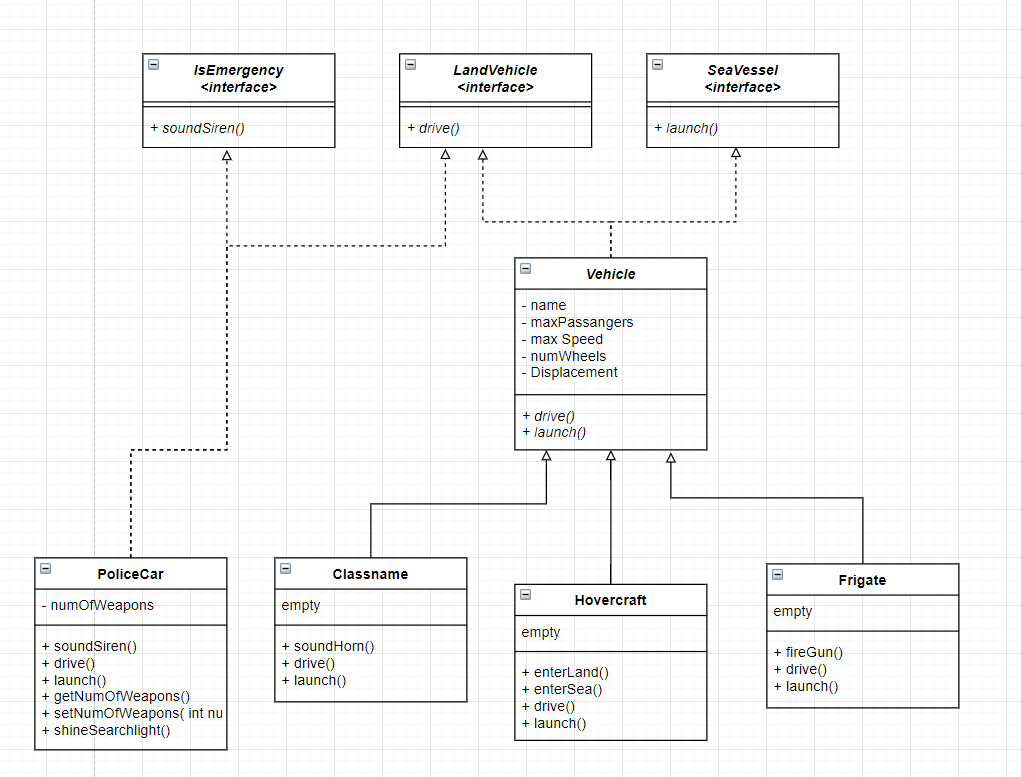 IsEmergency
<interface>
+ soundSiren()
LandVehicle
<interface>
+ drive()
SeaVessel
<interface>
+ launch()
Vehicle
- name
- maxPassangers
- max Speed
- numWheels
- Displacement
+ drive()
+ launch()
PoliceCar
- numOfWeapons
+ soundSiren()
+ drive()
+ launch()
+ getNumOfWeapons()
+ setNumOfWeapons( int nu
+ shineSearchlight()
Classname
empty
+ soundHorn()
+ drive()
+ launch()
Hovercraft
empty
+ enterLand()
+ enterSea()
+ drive()
+ launch()
Frigate
empty
+ fireGun()
+ drive()
+ launch()